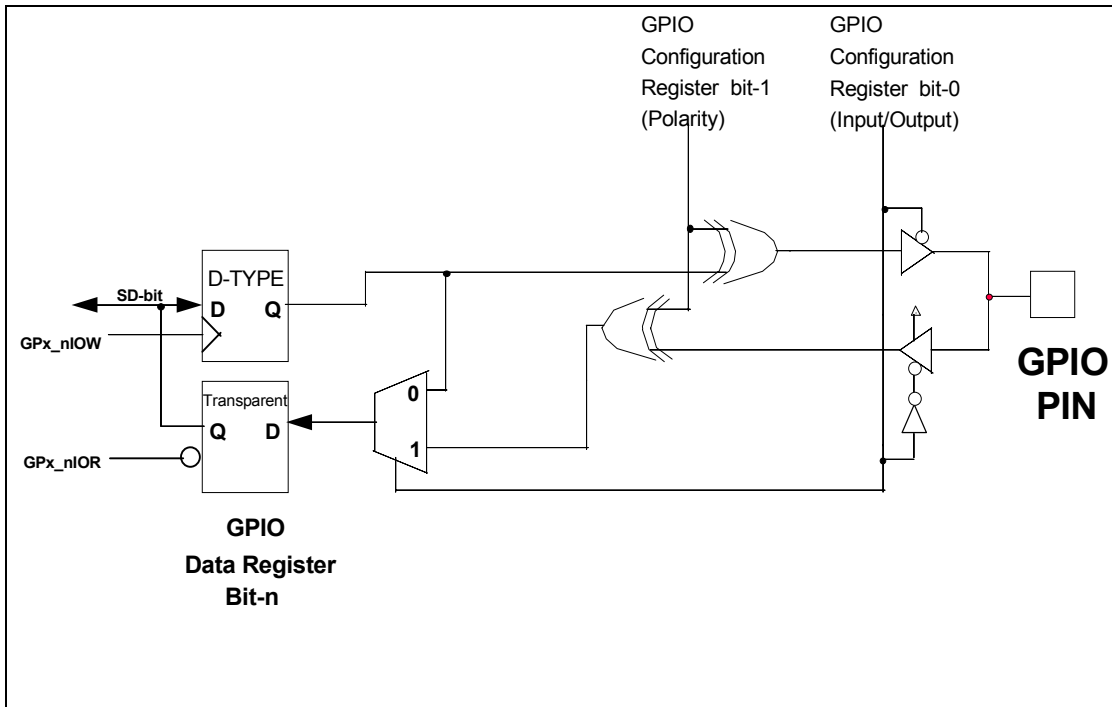 GPIO
Configuration
Register bit-1
(Polarity)
GPIO
Configuration
Register bit-0
(Input/Output)
D-TYPE
SD-bit
D
Q
GPx_nIOW
Transparent
Q
D
GPx_nIOR
0
1
GPIO
PIN
GPIO
Data Register
Bit-n